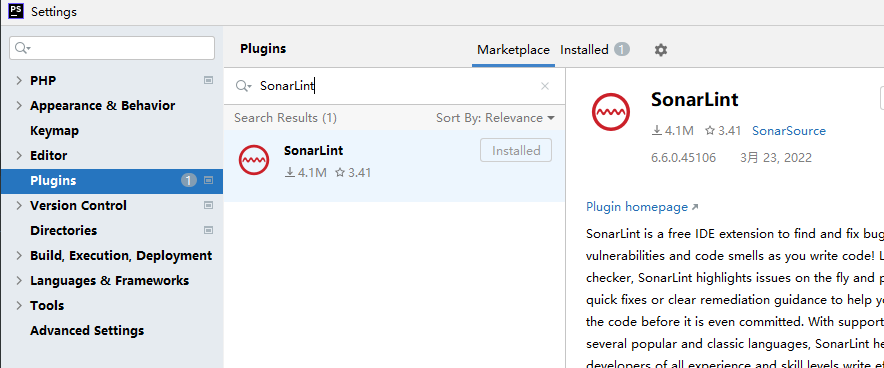 PS
Settings
Plugins
Marketplace
Installed 1
PHP
Appearance & Behavior
Keymap
Editor
Plugins 1
Version Control
Directories
Build, Execution, Deployment
Languages & Frameworks
Tools
Advanced Settings
SonarLint
Search Results (1)
Sort By: Relevance
SonarLint
Installed
4.1M 3.41
SonarLint
4.1M 3.41 SonarSource
6.6.0.45106 3月 23, 2022
Plugin homepage
SonarLint is a free IDE extension to find and fix bug
vulnerabilities and code smells as you write code! L
checker, SonarLint highlights issues on the fly and p
quick fixes or clear remediation guidance to help yo
the code before it is even committed. With support
several popular and classic languages, SonarLint he
developers of all experience and skill levels write ef